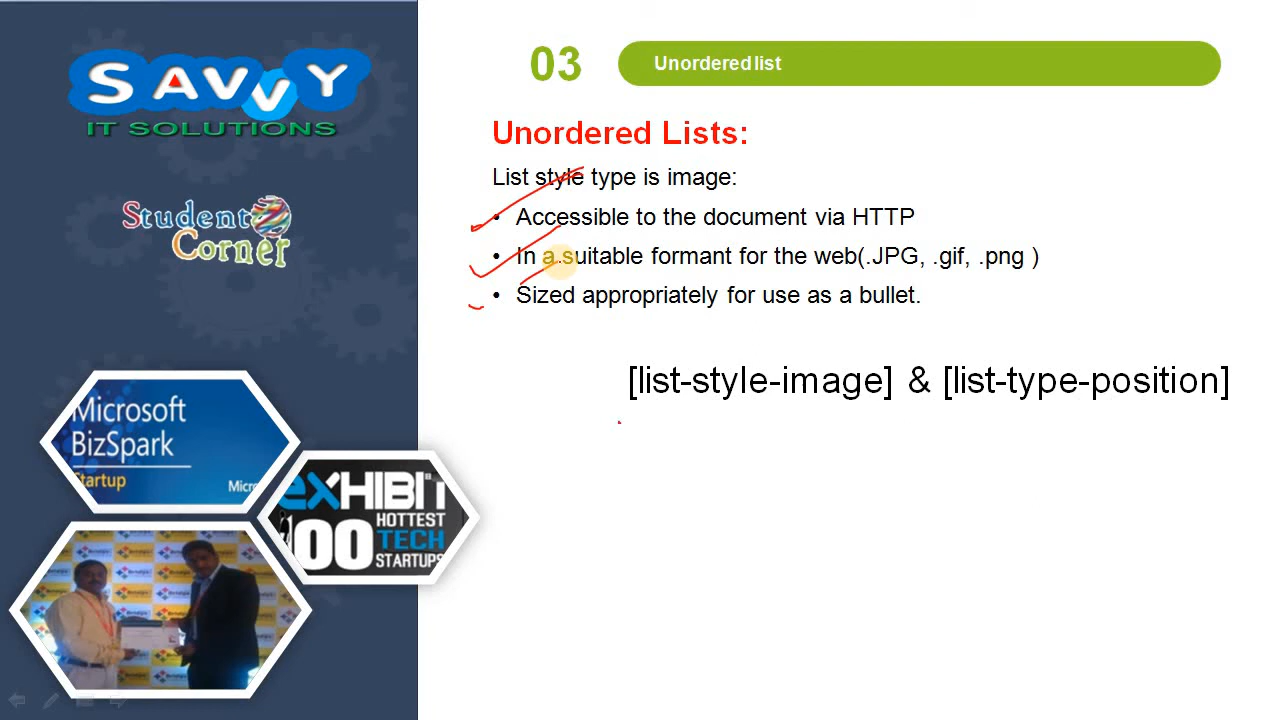 SAVVY
IT SOLUTIONS
Student
Corner
03
Unordered list
Unordered Lists:
List style type is image:
• Accessible to the document via HTTP
• In a suitable formant for the web(.JPG, .gif, .png )
• Sized appropriately for use as a bullet.
[list-style-image] & [list-type-position]
Microsoft
BizSpark
Startup
Micr
eXHIBIT
100
HOTTEST
TECH
STARTUPS